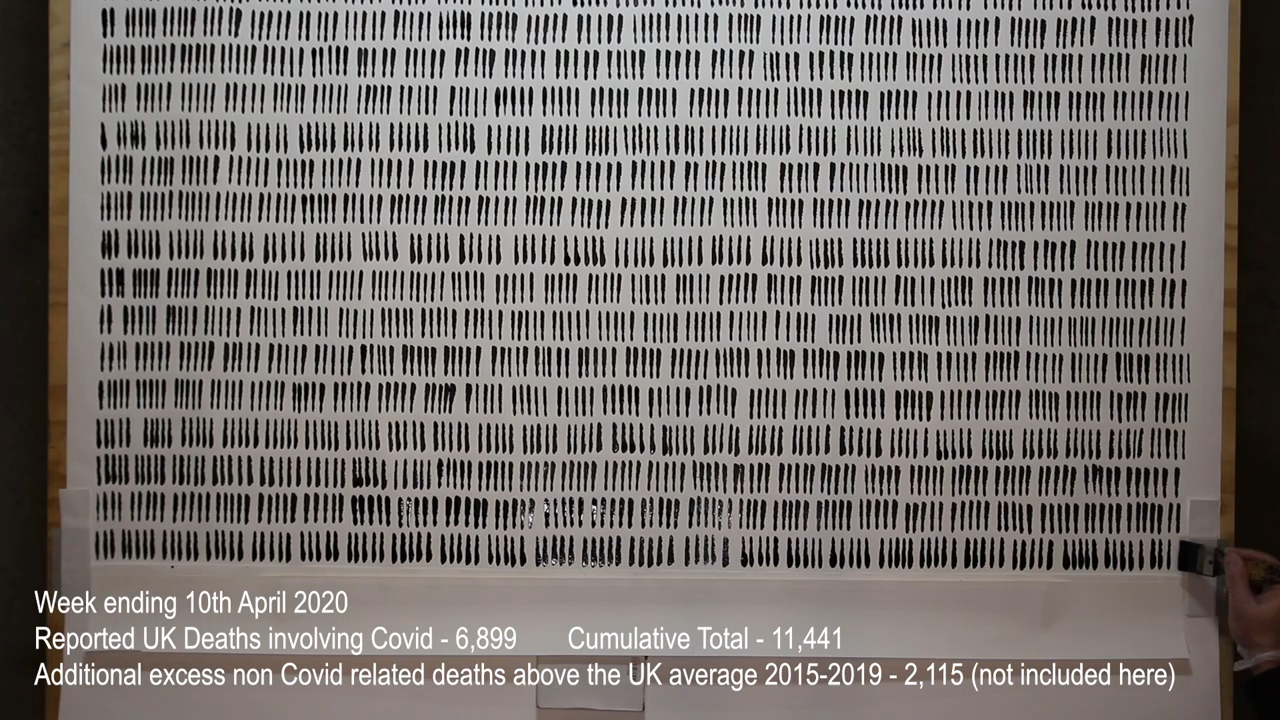 Week ending 10th April 2020
Reported UK Deaths involving Covid - 6,899 Cumulative Total - 11,441
Additional excess non Covid related deaths above the UK average 2015-2019 - 2,115 (not included here)